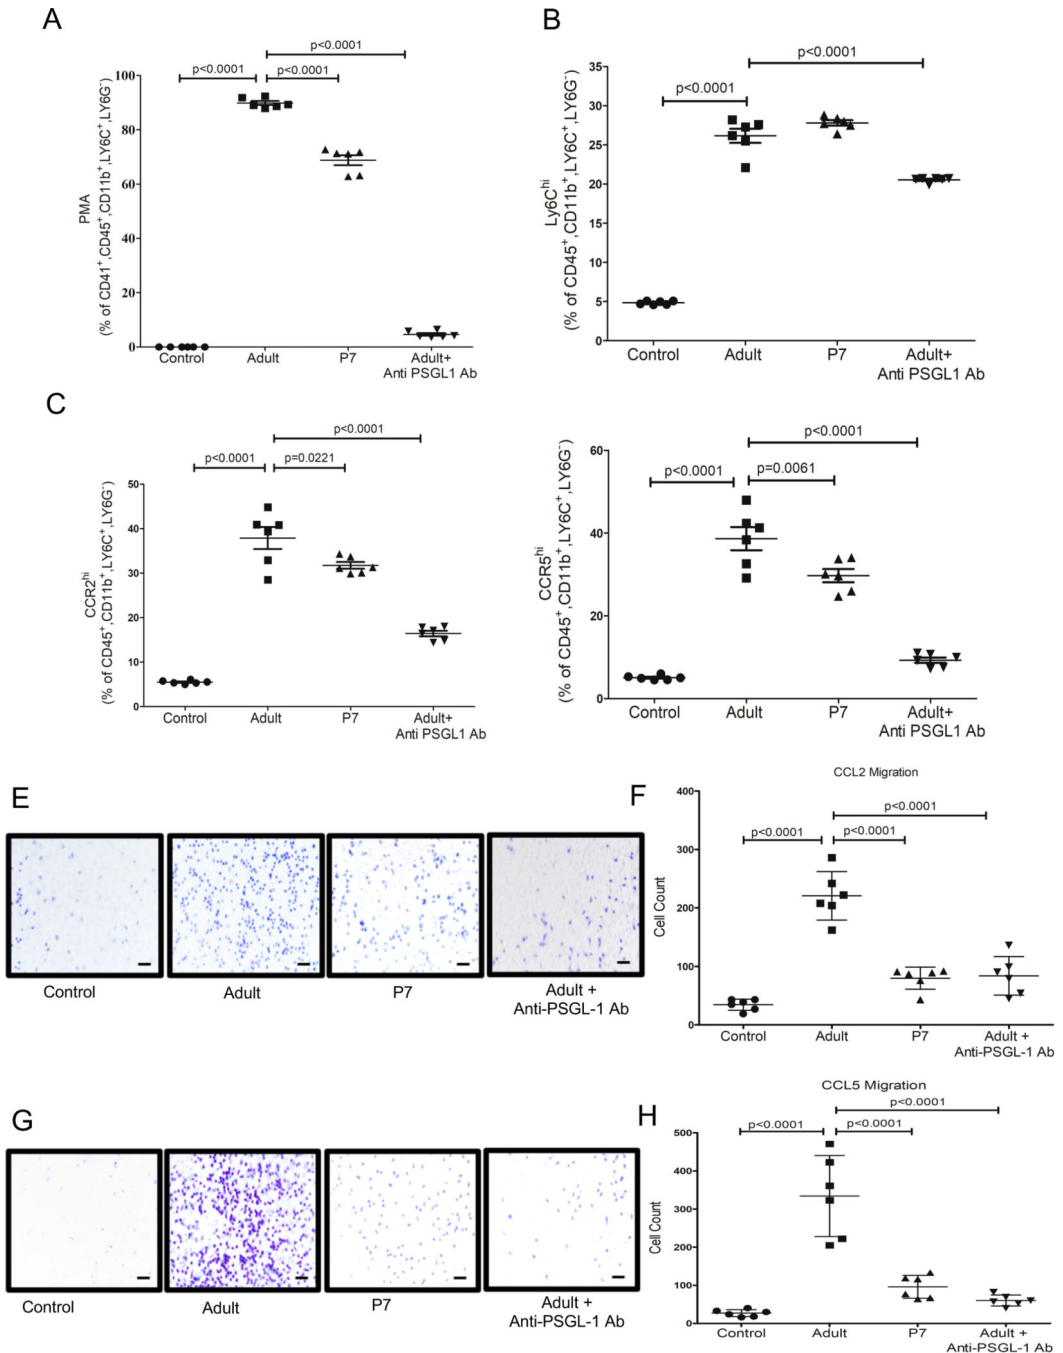 A
p<0.0001
p<0.0001
p<0.0001
PMA
(% of CD41⁺,CD45⁺,CD11b⁺,LY6C⁺,LY6G⁻)
100
80
60
40
20
0
Control
Adult
P7
Adult+
Anti PSGL1 Ab
B
p<0.0001
p<0.0001
Ly6Cʰⁱ
(% of CD45⁺,CD11b⁺,LY6C⁺,LY6G⁻)
35
30
25
20
15
10
5
0
Control
Adult
P7
Adult+
Anti PSGL1 Ab
C
p<0.0001
p<0.0001
p=0.0221
CCR2ʰⁱ
(% of CD45⁺,CD11b⁺,LY6C⁺,LY6G⁻)
50
40
30
20
10
0
Control
Adult
P7
Adult+
Anti PSGL1 Ab
p<0.0001
p<0.0001
p=0.0061
CCR5ʰⁱ
(% of CD45⁺,CD11b⁺,LY6C⁺,LY6G⁻)
60
40
20
0
Control
Adult
P7
Adult+
Anti PSGL1 Ab
E
Control
Adult
P7
Adult +
Anti-PSGL-1 Ab
F
CCL2 Migration
p<0.0001
p<0.0001
p<0.0001
Cell Count
400
300
200
100
0
Control
Adult
P7
Adult +
Anti-PSGL-1 Ab
G
Control
Adult
P7
Adult +
Anti-PSGL-1 Ab
H
CCL5 Migration
p<0.0001
p<0.0001
p<0.0001
Cell Count
500
400
300
200
100
0
Control
Adult
P7
Adult +
Anti-PSGL-1 Ab